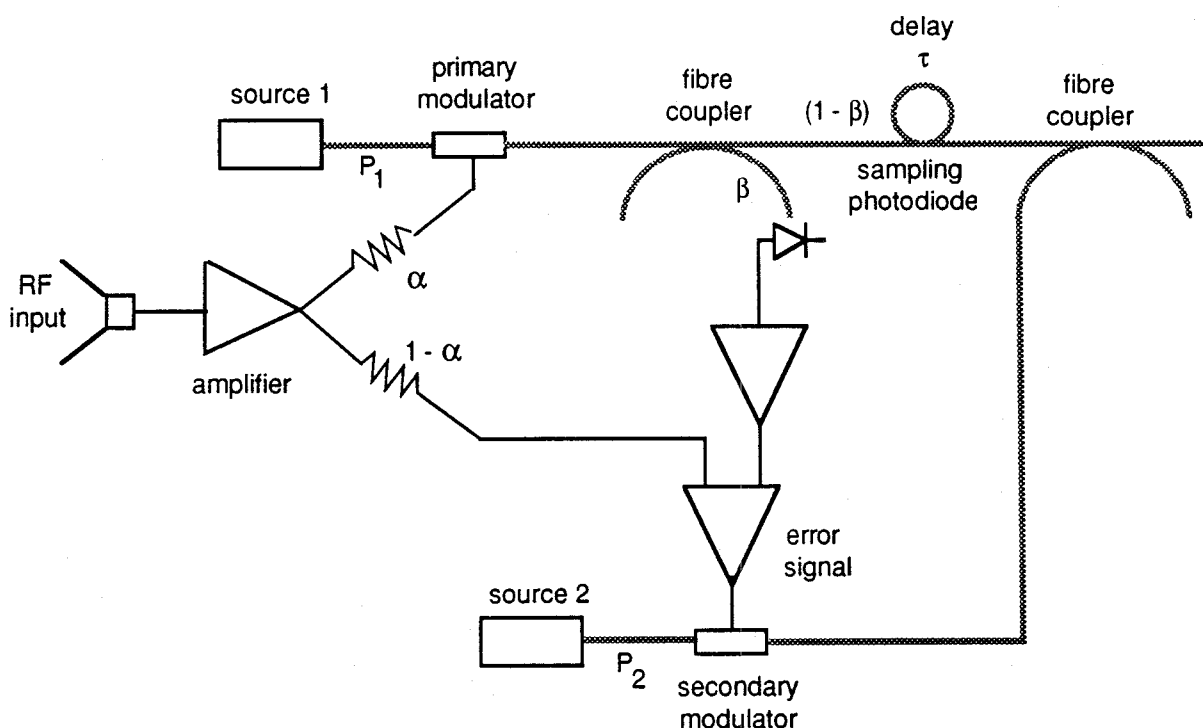 delay
τ
primary
modulator
fibre
coupler
fibre
coupler
source 1
(1 - β)
P1
sampling
photodiode
β
α
RF
input
1 - α
amplifier
error
signal
source 2
P2
secondary
modulator